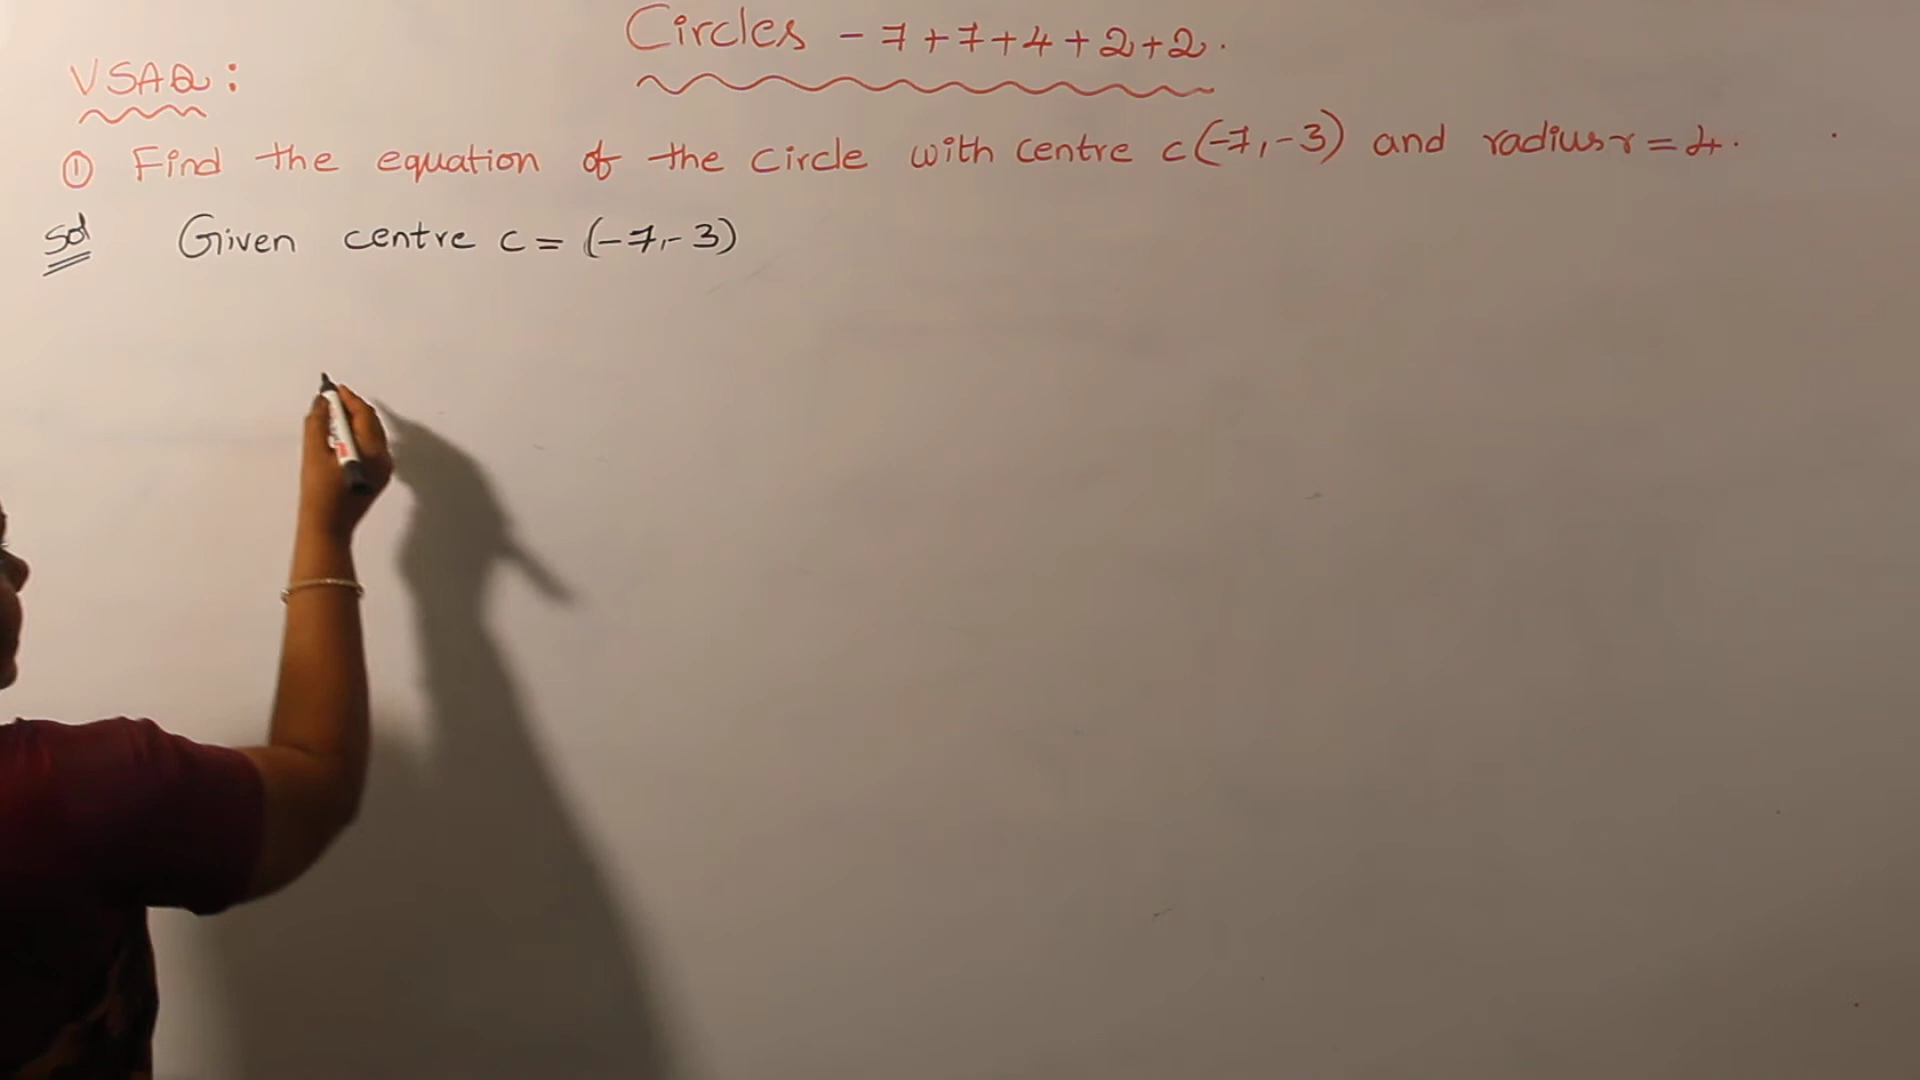 Circles - 7+7+4+2+2.
VSAQ:
① Find the equation of the circle with centre c(-7,-3) and radius r = 4.
Sol Given centre c = (-7,-3)